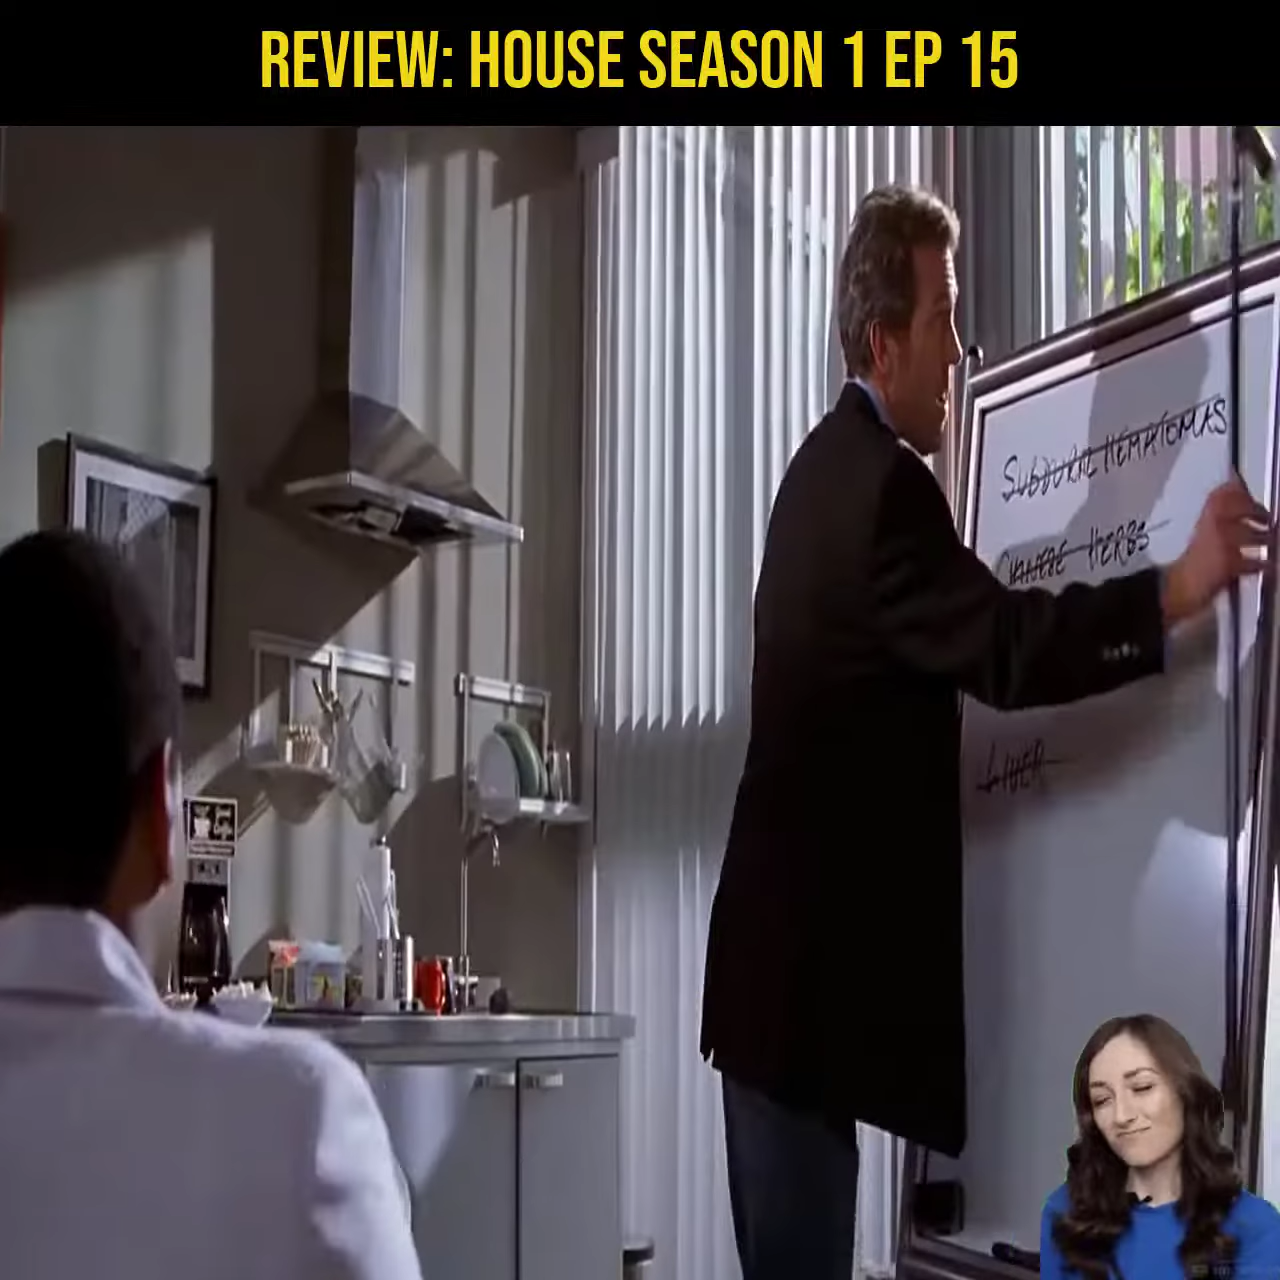 REVIEW: HOUSE SEASON 1 EP 15
SUBDURAL HEMATOMAS
CHINESE HERBS
LIVER